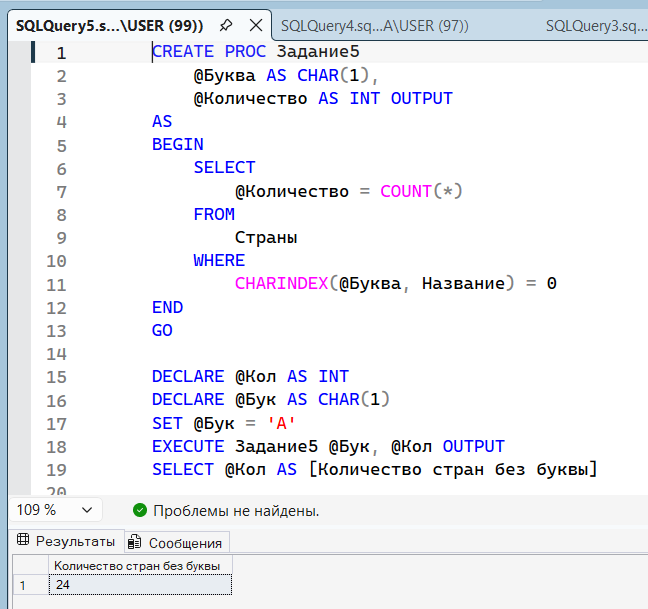 SQLQuery5.s...\USER (99)) SQLQuery4.sq...A\USER (97)) SQLQuery3.sq...
1 CREATE PROC Задание5
2 @Буква AS CHAR(1),
3 @Количество AS INT OUTPUT
4 AS
5 BEGIN
6 SELECT
7 @Количество = COUNT(*)
8 FROM
9 Страны
10 WHERE
11 CHARINDEX(@Буква, Название) = 0
12 END
13 GO
14
15 DECLARE @Кол AS INT
16 DECLARE @Бук AS CHAR(1)
17 SET @Бук = 'А'
18 EXECUTE Задание5 @Бук, @Кол OUTPUT
19 SELECT @Кол AS [Количество стран без буквы]
20
109 % Проблемы не найдены.
Результаты Сообщения
Количество стран без буквы
1 24